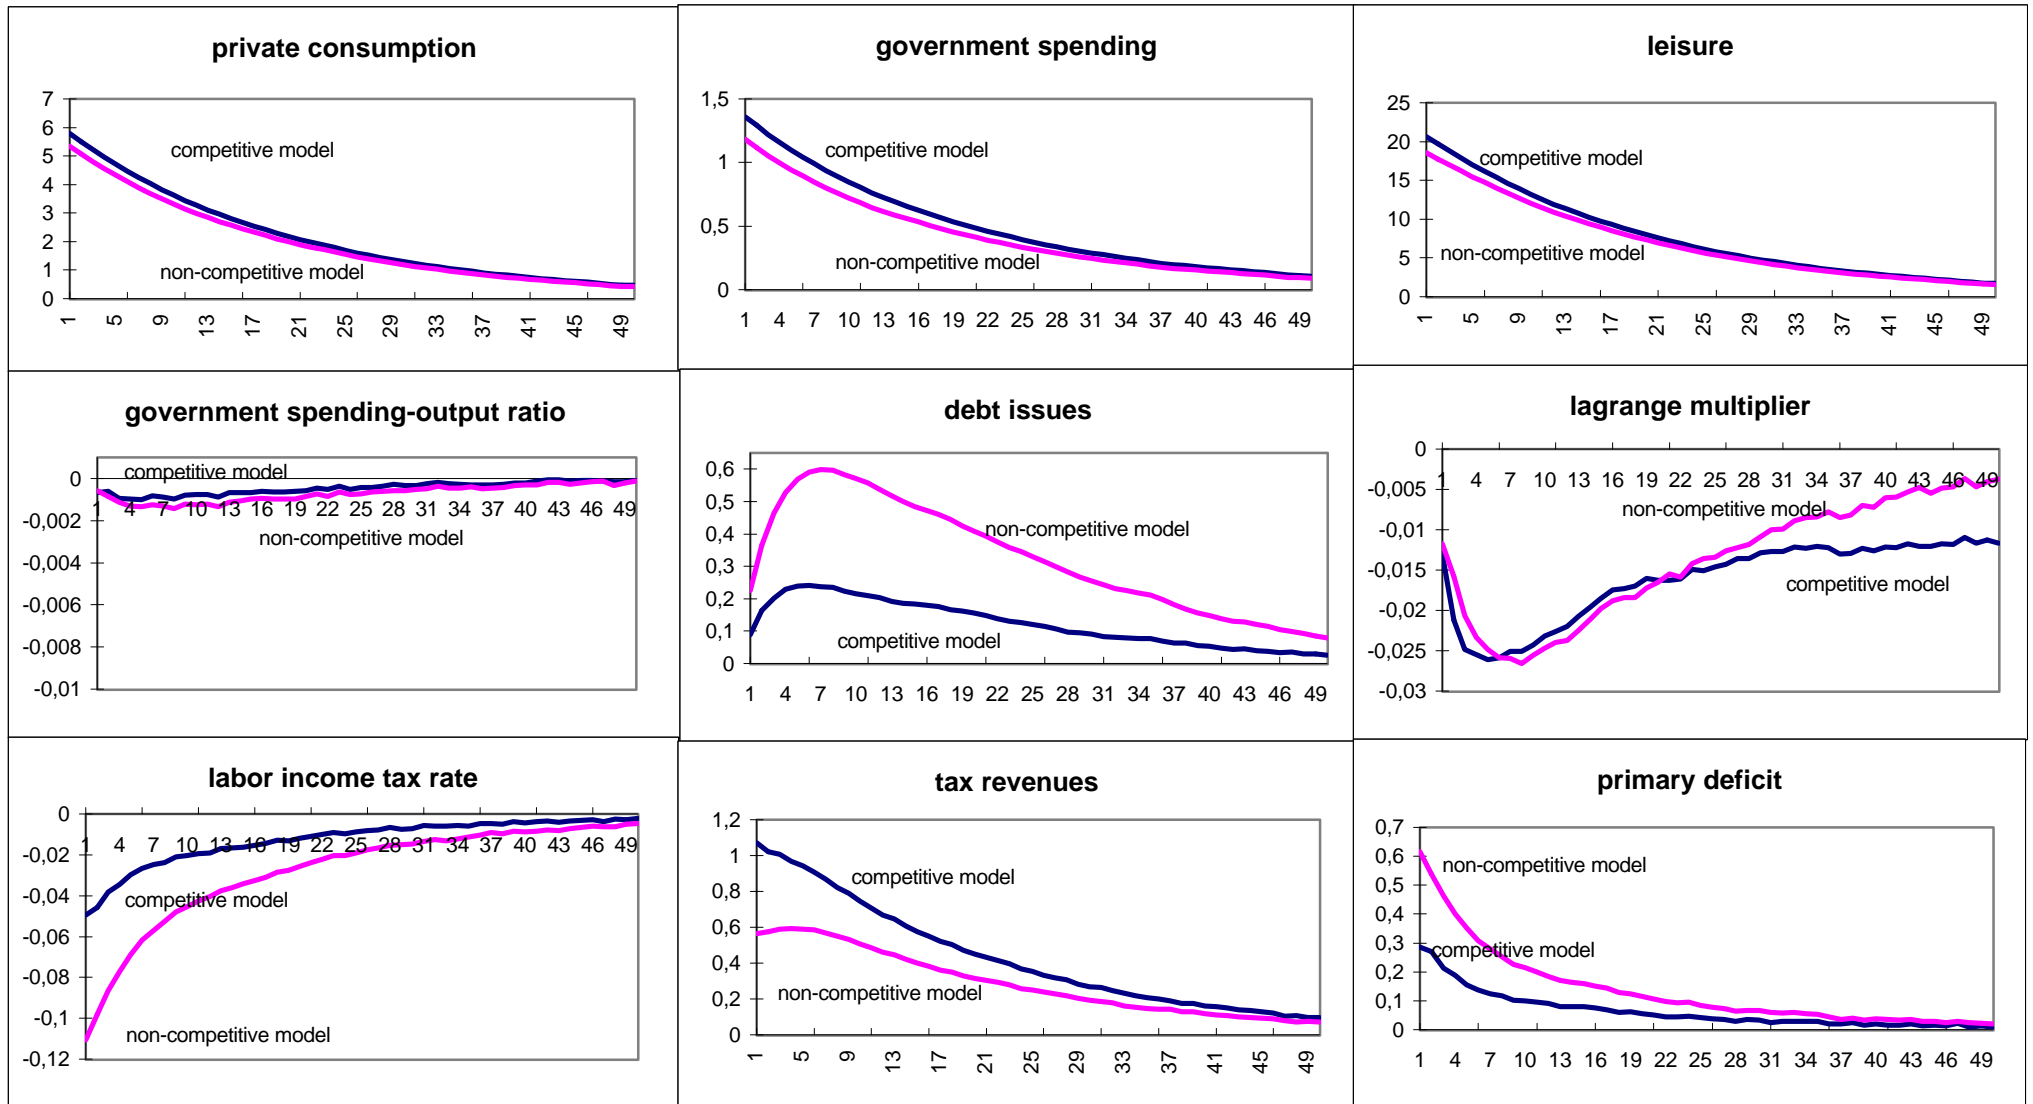 private consumption
7
6
5
4
3
2
1
0
competitive model
non-competitive model
1 5 9 13 17 21 25 29 33 37 41 45 49
government spending
1,5
1
0,5
0
competitive model
non-competitive model
1 4 7 10 13 16 19 22 25 28 31 34 37 40 43 46 49
leisure
25
20
15
10
5
0
competitive model
non-competitive model
1 5 9 13 17 21 25 29 33 37 41 45 49
government spending-output ratio
0
-0,002
-0,004
-0,006
-0,008
-0,01
competitive model
1 4 7 10 13 16 19 22 25 28 31 34 37 40 43 46 49
non-competitive model
debt issues
0,6
0,5
0,4
0,3
0,2
0,1
0
non-competitive model
competitive model
1 4 7 10 13 16 19 22 25 28 31 34 37 40 43 46 49
lagrange multiplier
0
-0,005
-0,01
-0,015
-0,02
-0,025
-0,03
1 4 7 10 13 16 19 22 25 28 31 34 37 40 43 46 49
non-competitive model
competitive model
labor income tax rate
0
-0,02
-0,04
-0,06
-0,08
-0,1
-0,12
1 4 7 10 13 16 19 22 25 28 31 34 37 40 43 46 49
competitive model
non-competitive model
tax revenues
1,2
1
0,8
0,6
0,4
0,2
0
competitive model
non-competitive model
1 5 9 13 17 21 25 29 33 37 41 45 49
primary deficit
0,7
0,6
0,5
0,4
0,3
0,2
0,1
0
non-competitive model
competitive model
1 4 7 10 13 16 19 22 25 28 31 34 37 40 43 46 49